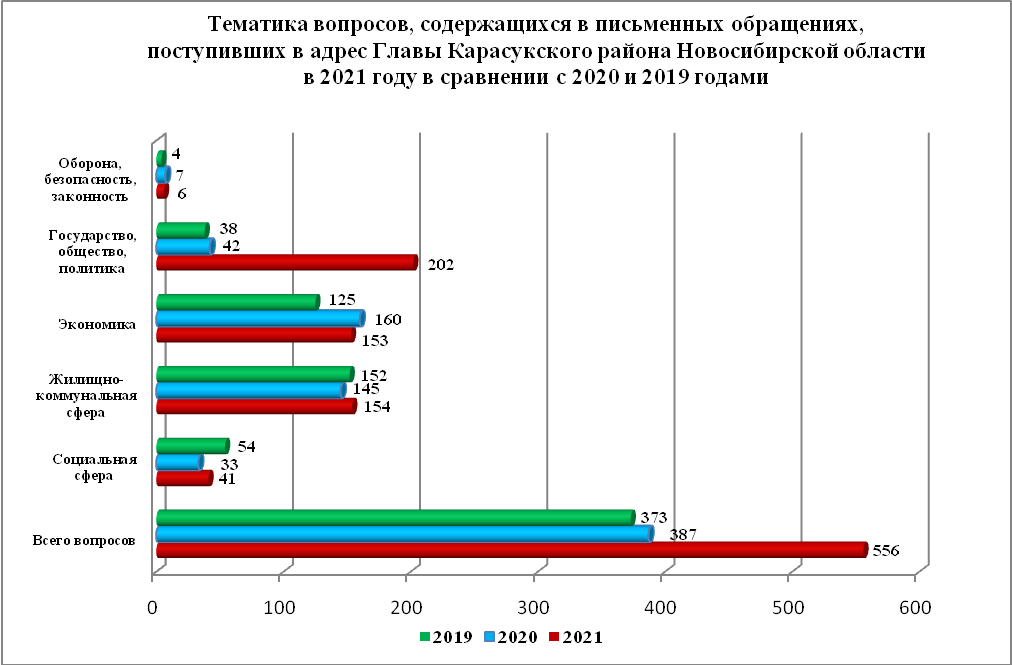 Тематика вопросов, содержащихся в письменных обращениях,
поступивших в адрес Главы Карасукского района Новосибирской области
в 2021 году в сравнении с 2020 и 2019 годами
Оборона,
безопасность,
законность
4
7
6
Государство,
общество,
политика
38
42
202
Экономика
125
160
153
Жилищно-
коммунальная
сфера
152
145
154
Социальная
сфера
54
33
41
Всего вопросов
373
387
556
0 100 200 300 400 500 600
2019 2020 2021